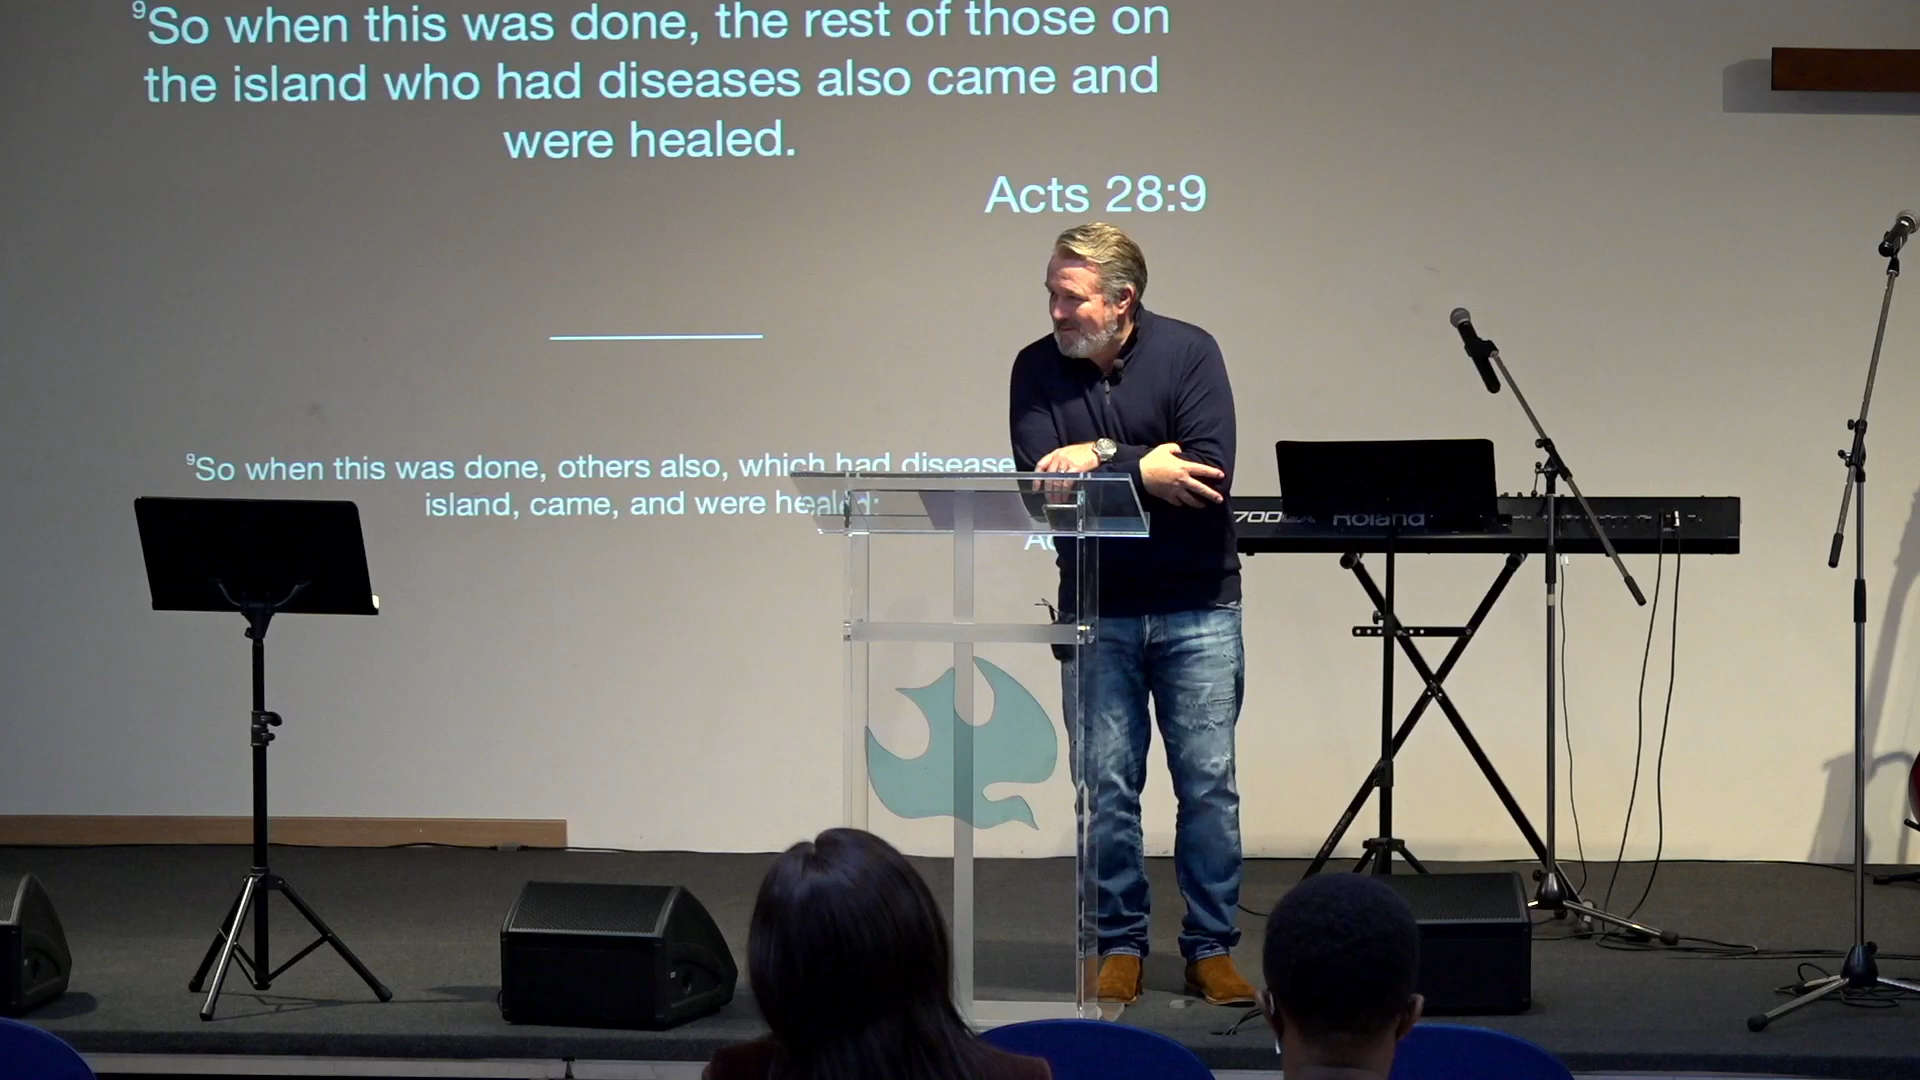 ⁹So when this was done, the rest of those on
the island who had diseases also came and
were healed.
Acts 28:9
⁹So when this was done, others also, which had disease
island, came, and were healed:
700
Roland